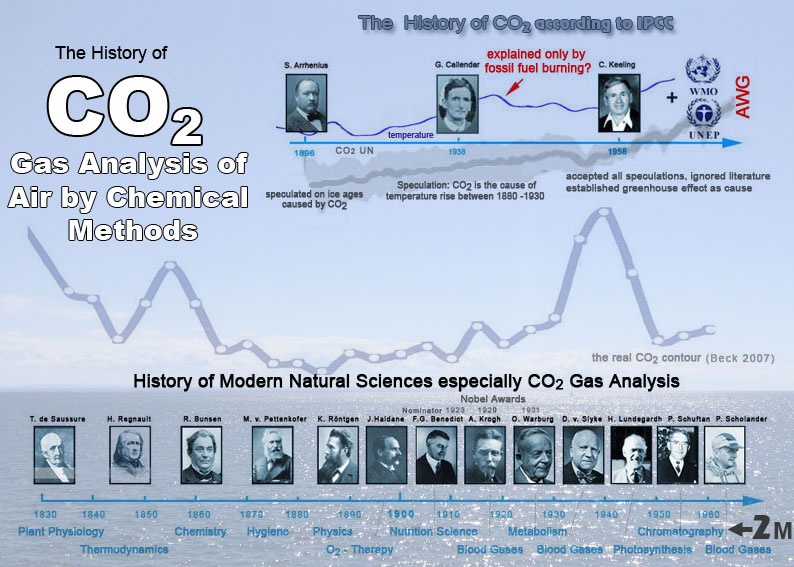 The History of CO2 according to IPCC
The History of
CO2
Gas Analysis of
Air by Chemical
Methods
S. Arrhenius
G. Callendar
explained only by
fossil fuel burning?
C. Keeling
+
WMO
UNEP
AWG
temperature
1896
CO2 UN
1938
1958
speculated on ice ages
caused by CO2
Speculation: CO2 is the cause of
temperature rise between 1880 -1930
accepted all speculations, ignored literature
established greenhouse effect as cause
the real CO2 contour (Beck 2007)
History of Modern Natural Sciences especially CO2 Gas Analysis
Nobel Awards
Nominator 1923 1920 1931
T. de Saussure H. Regnault R. Bunsen M. v. Pettenkofer K. Röntgen J.Haldane F.G. Benedict A. Krogh O. Warburg D. v. Slyke H. Lundegardh P. Schuftan P. Scholander
1830 1840 1850 1860 1870 1880 1890 1900 1910 1920 1930 1940 1950 1960
Plant Physiology Chemistry Hygiene Physics Nutrition Science Metabolism Chromatography
2M
Thermodynamics O2 - Therapy Blood Gases Blood Gases Photosynthesis Blood Gases